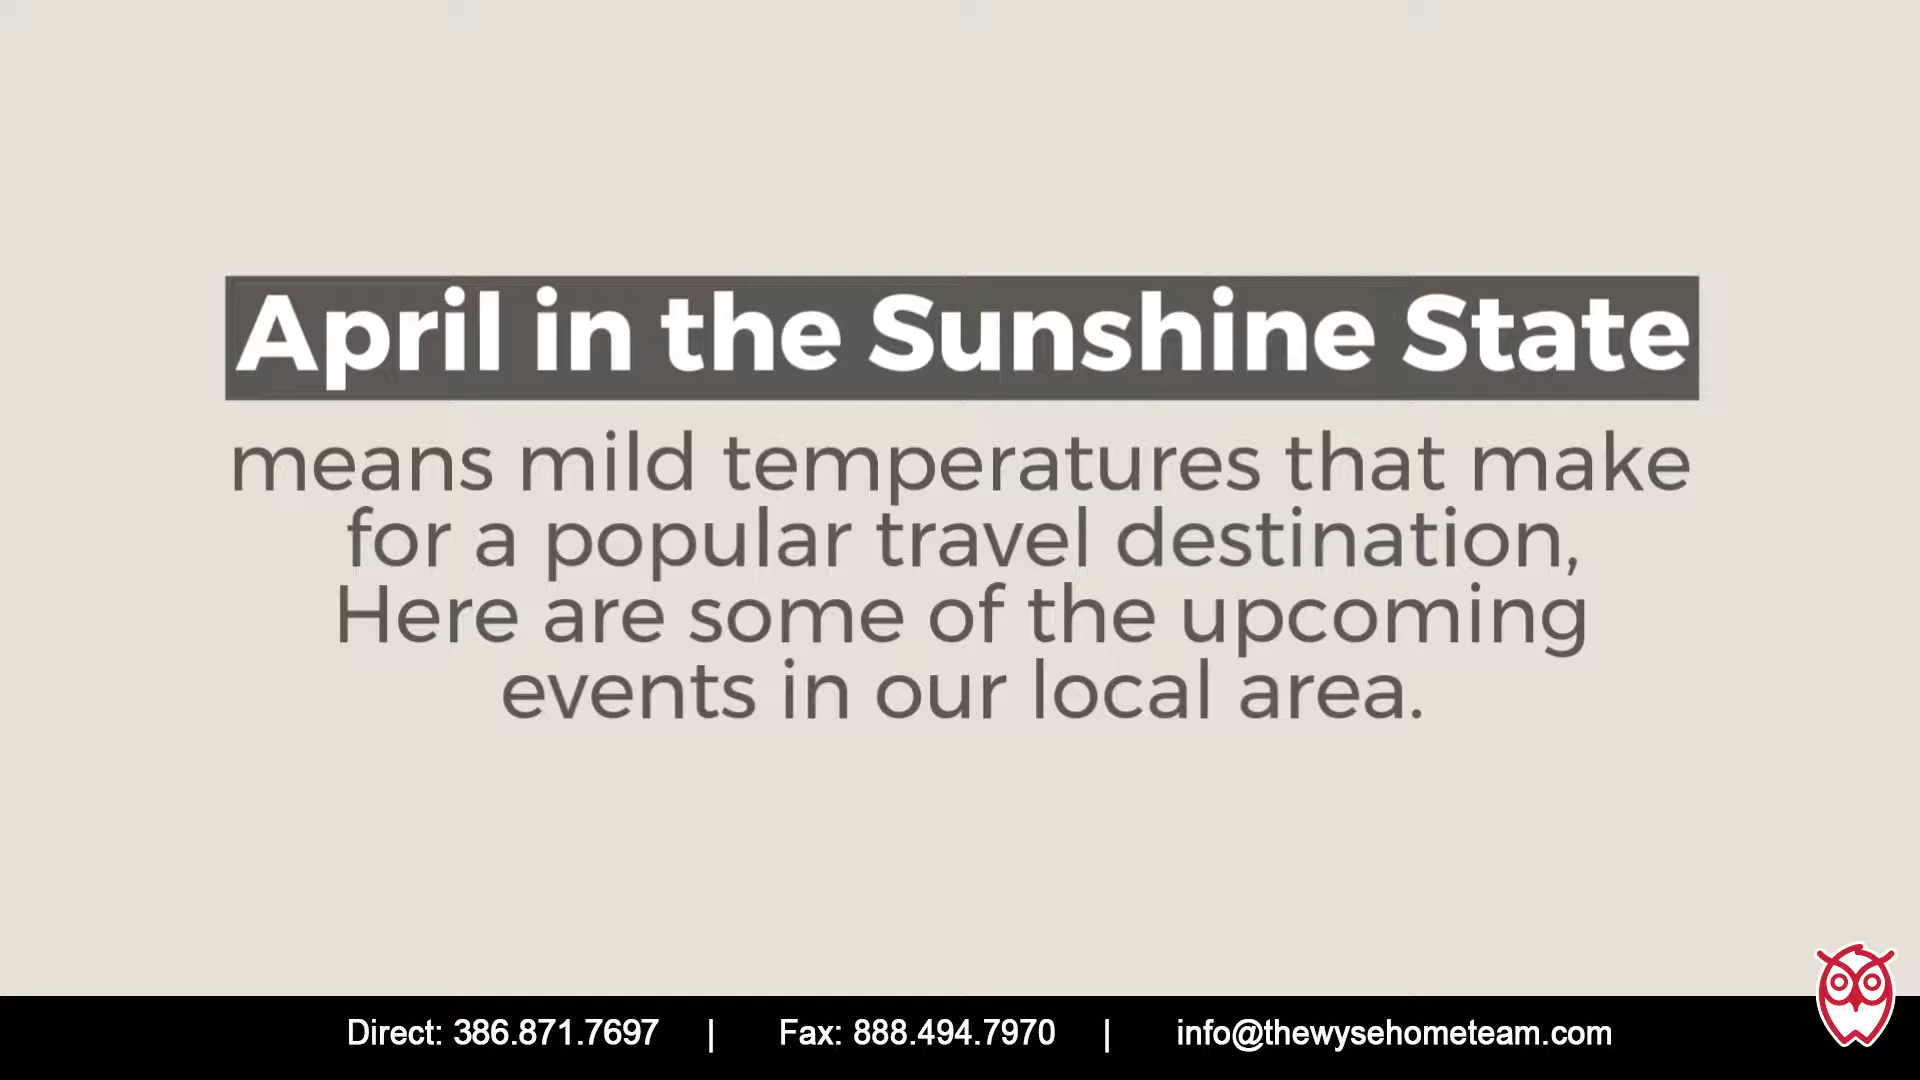 April in the Sunshine State
means mild temperatures that make
for a popular travel destination,
Here are some of the upcoming
events in our local area.
Direct: 386.871.7697 | Fax: 888.494.7970 | info@thewysehometeam.com